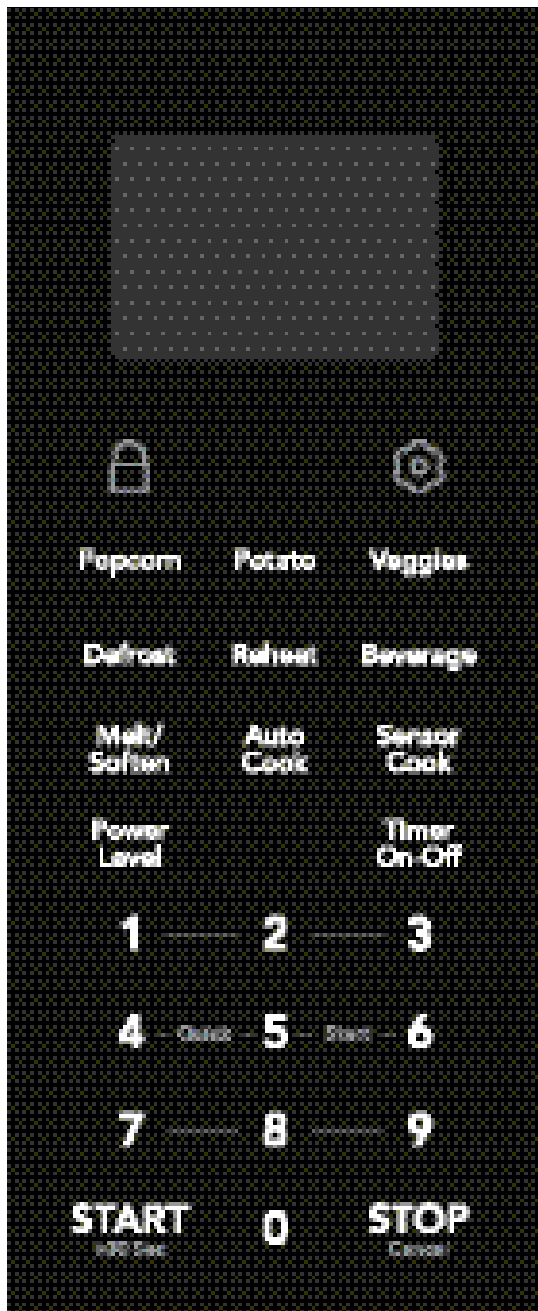 Popcorn Potato Veggies
Defrost Reheat Beverage
Melt/ Auto Sensor
Soften Cook Cook
Power Timer
Level On-Off
1 2 3
4 Quick 5 Start 6
7 8 9
START 0 STOP
+30 Sec Cancel